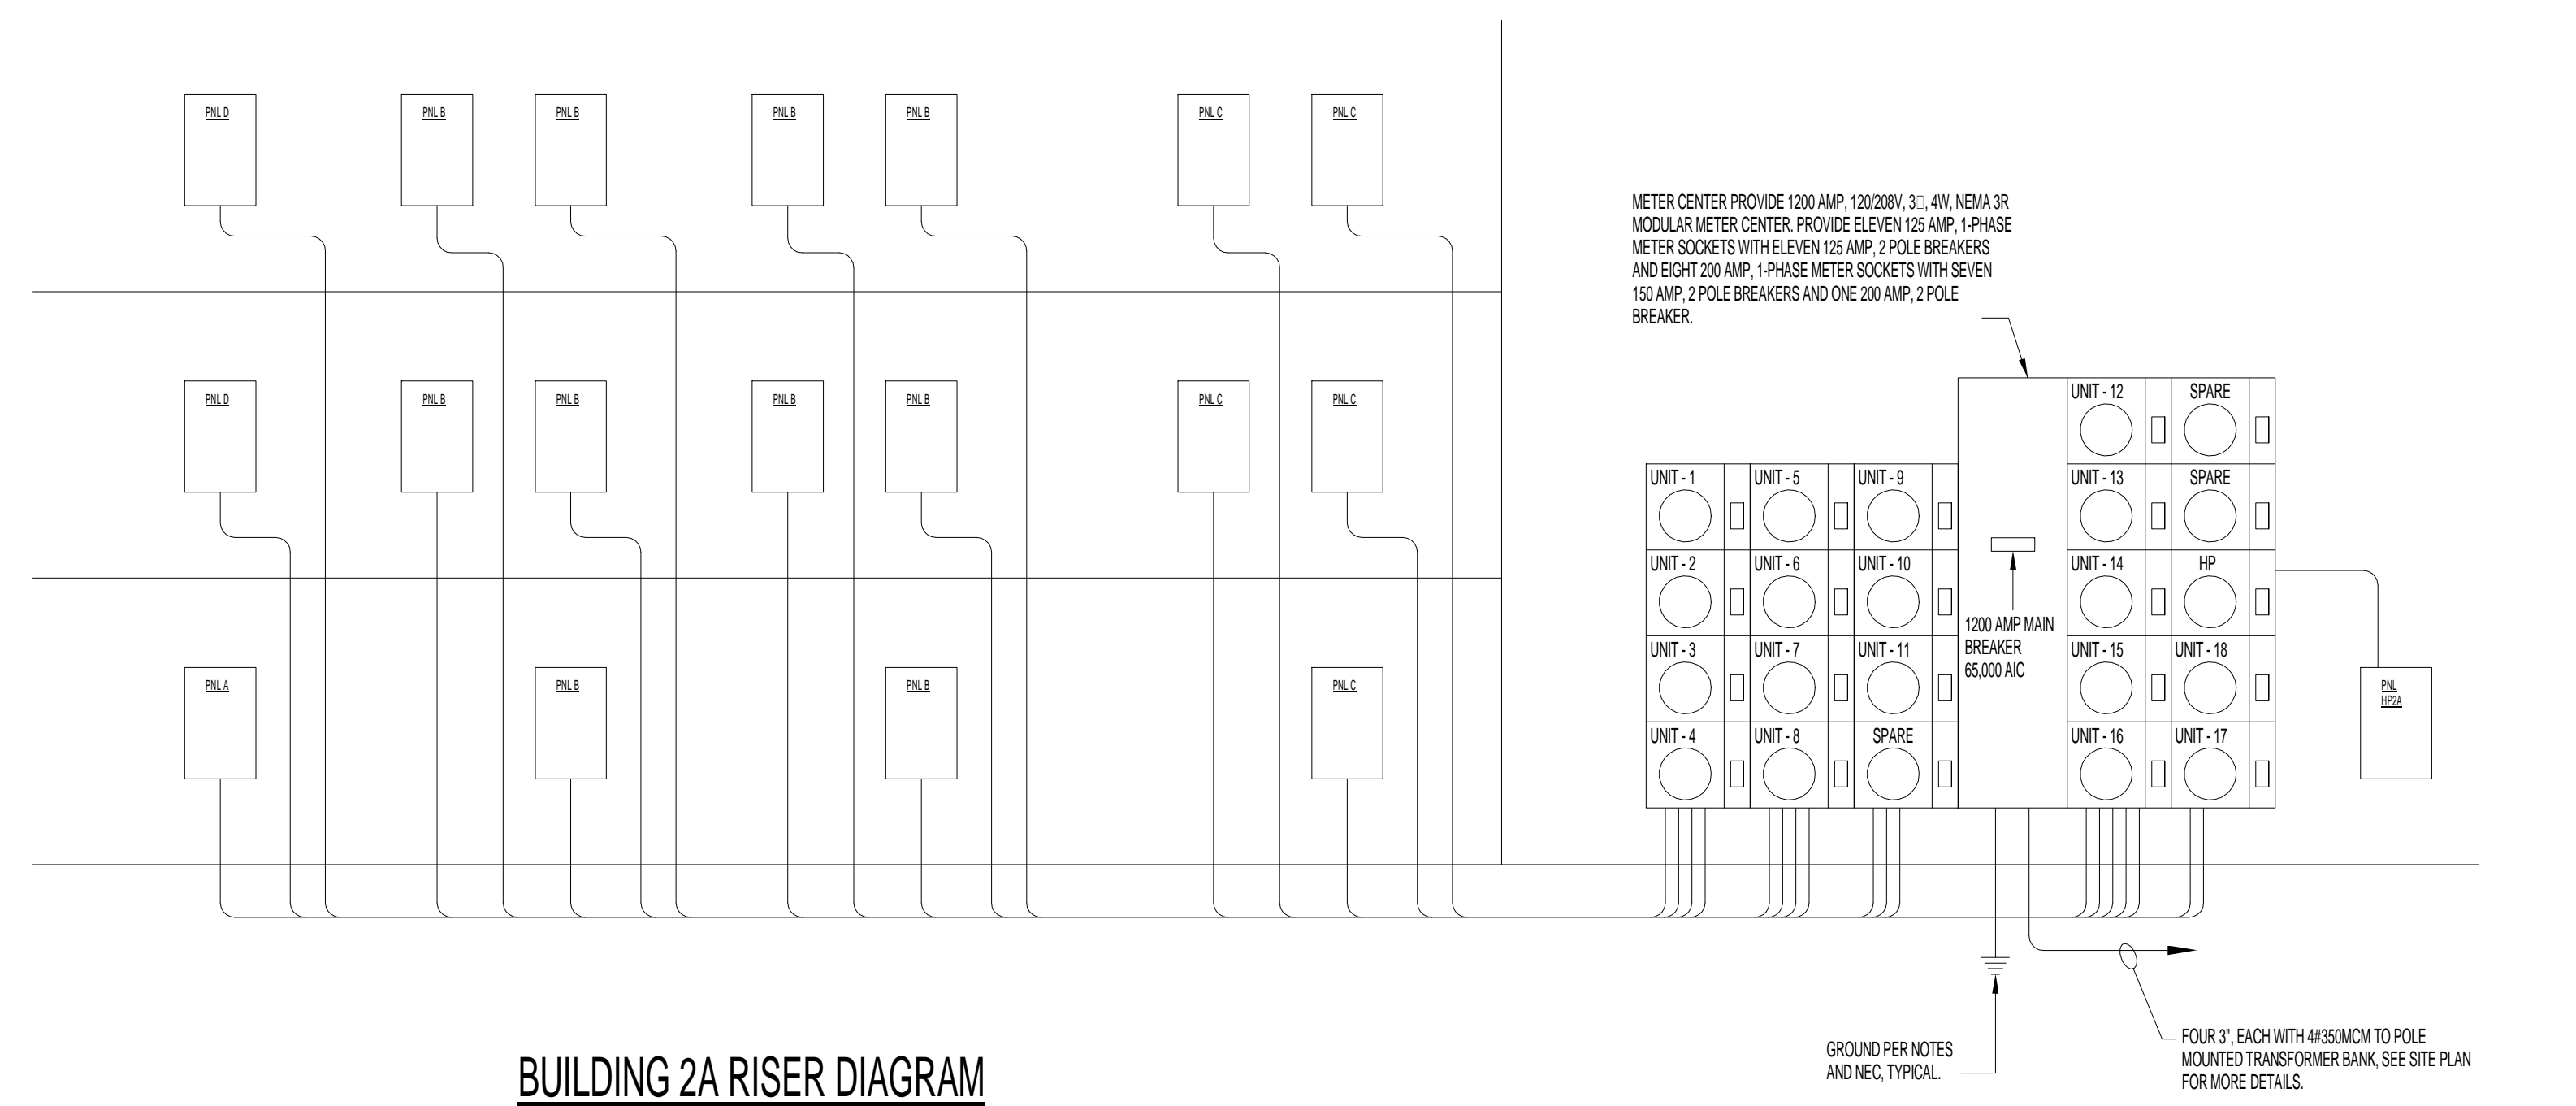 PNL D
PNL B
PNL B
PNL B
PNL B
PNL C
PNL C
METER CENTER PROVIDE 1200 AMP, 120/208V, 3□, 4W, NEMA 3R
MODULAR METER CENTER. PROVIDE ELEVEN 125 AMP, 1-PHASE
METER SOCKETS WITH ELEVEN 125 AMP, 2 POLE BREAKERS
AND EIGHT 200 AMP, 1-PHASE METER SOCKETS WITH SEVEN
150 AMP, 2 POLE BREAKERS AND ONE 200 AMP, 2 POLE
BREAKER.
PNL D
PNL B
PNL B
PNL B
PNL B
PNL C
PNL C
UNIT - 12
SPARE
UNIT - 1
UNIT - 5
UNIT - 9
UNIT - 13
SPARE
UNIT - 2
UNIT - 6
UNIT - 10
UNIT - 14
HP
1200 AMP MAIN
BREAKER
65,000 AIC
UNIT - 3
UNIT - 7
UNIT - 11
UNIT - 15
UNIT - 18
PNL A
PNL B
PNL B
PNL C
PNL
HP2A
UNIT - 4
UNIT - 8
SPARE
UNIT - 16
UNIT - 17
GROUND PER NOTES
AND NEC, TYPICAL.
FOUR 3", EACH WITH 4#350MCM TO POLE
MOUNTED TRANSFORMER BANK, SEE SITE PLAN
FOR MORE DETAILS.
BUILDING 2A RISER DIAGRAM